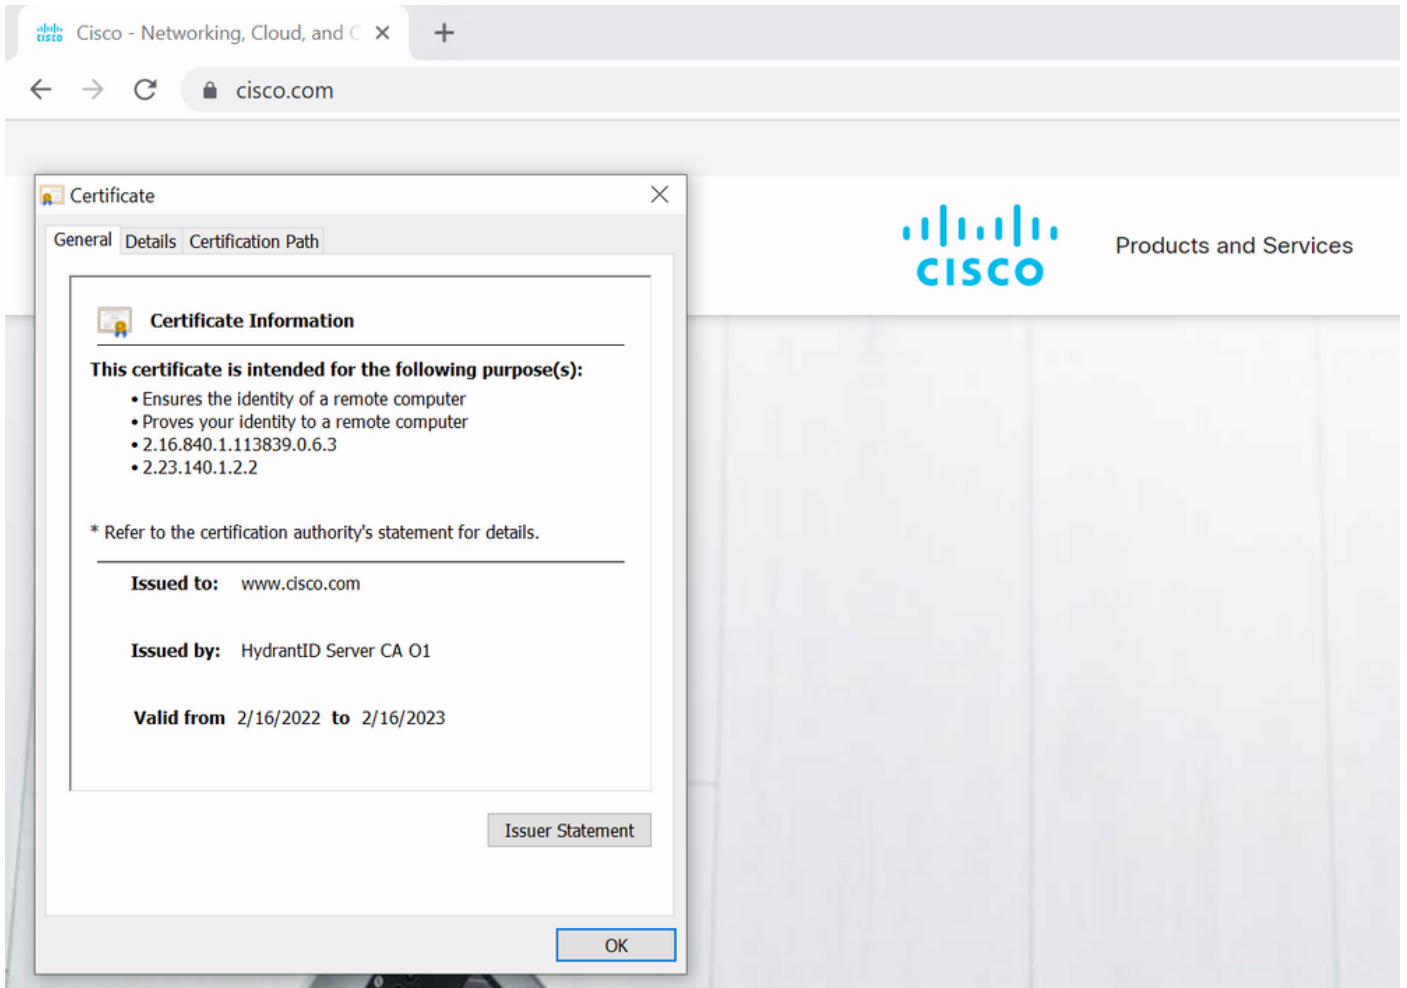 CISCO
Cisco - Networking, Cloud, and C
cisco.com
Certificate
General Details Certification Path
CISCO
Products and Services
Certificate Information
This certificate is intended for the following purpose(s):
• Ensures the identity of a remote computer
• Proves your identity to a remote computer
• 2.16.840.1.113839.0.6.3
• 2.23.140.1.2.2
* Refer to the certification authority's statement for details.
Issued to: www.cisco.com
Issued by: HydrantID Server CA O1
Valid from 2/16/2022 to 2/16/2023
Issuer Statement
OK